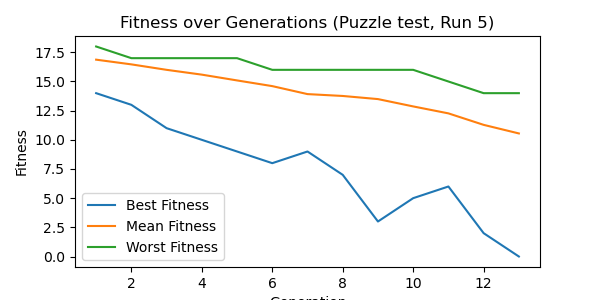 Fitness over Generations (Puzzle test, Run 5)
Fitness
17.5
15.0
12.5
10.0
7.5
5.0
2.5
0.0
Best Fitness
Mean Fitness
Worst Fitness
2 4 6 8 10 12
Generation